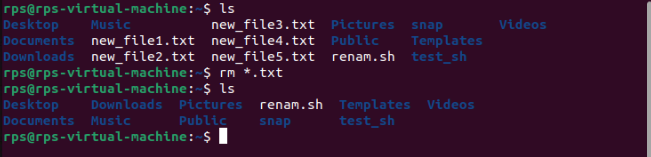 rps@rps-virtual-machine:~$ ls
Desktop Music new_file3.txt Pictures snap Videos
Documents new_file1.txt new_file4.txt Public Templates
Downloads new_file2.txt new_file5.txt renam.sh test_sh
rps@rps-virtual-machine:~$ rm *.txt
rps@rps-virtual-machine:~$ ls
Desktop Downloads Pictures renam.sh Templates Videos
Documents Music Public snap test_sh
rps@rps-virtual-machine:~$